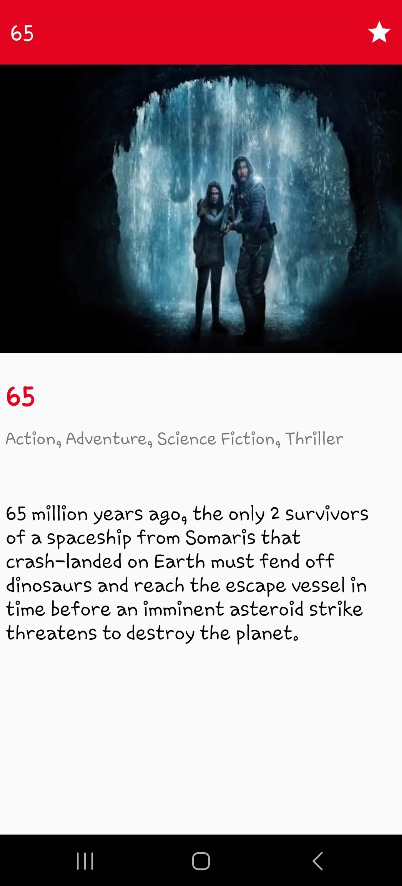 65
65
Action, Adventure, Science Fiction, Thriller
65 million years ago, the only 2 survivors
of a spaceship from Somaris that
crash-landed on Earth must fend off
dinosaurs and reach the escape vessel in
time before an imminent asteroid strike
threatens to destroy the planet.